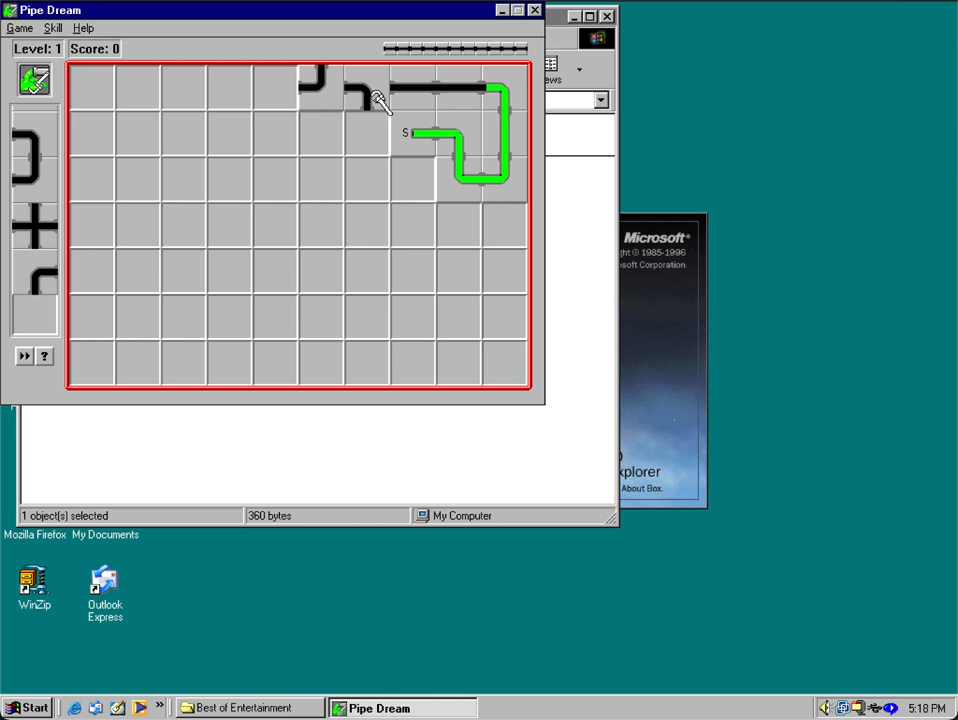 Pipe Dream
Game Skill Help
Level: 1 Score: 0
S
?
ews
Microsoft®
ght © 1985-1996
osoft Corporation
xplorer
About Box.
1 object(s) selected
360 bytes
My Computer
Mozilla Firefox
My Documents
WinZip
Outlook
Express
Start
Best of Entertainment
Pipe Dream
5:18 PM